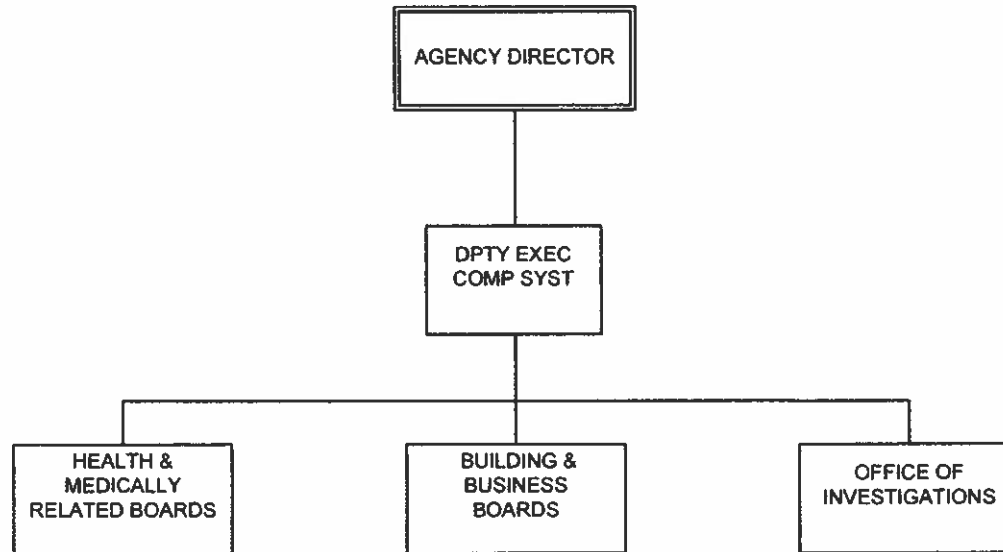 AGENCY DIRECTOR
DPTY EXEC
COMP SYST
HEALTH &
MEDICALLY
RELATED BOARDS
BUILDING &
BUSINESS
BOARDS
OFFICE OF
INVESTIGATIONS